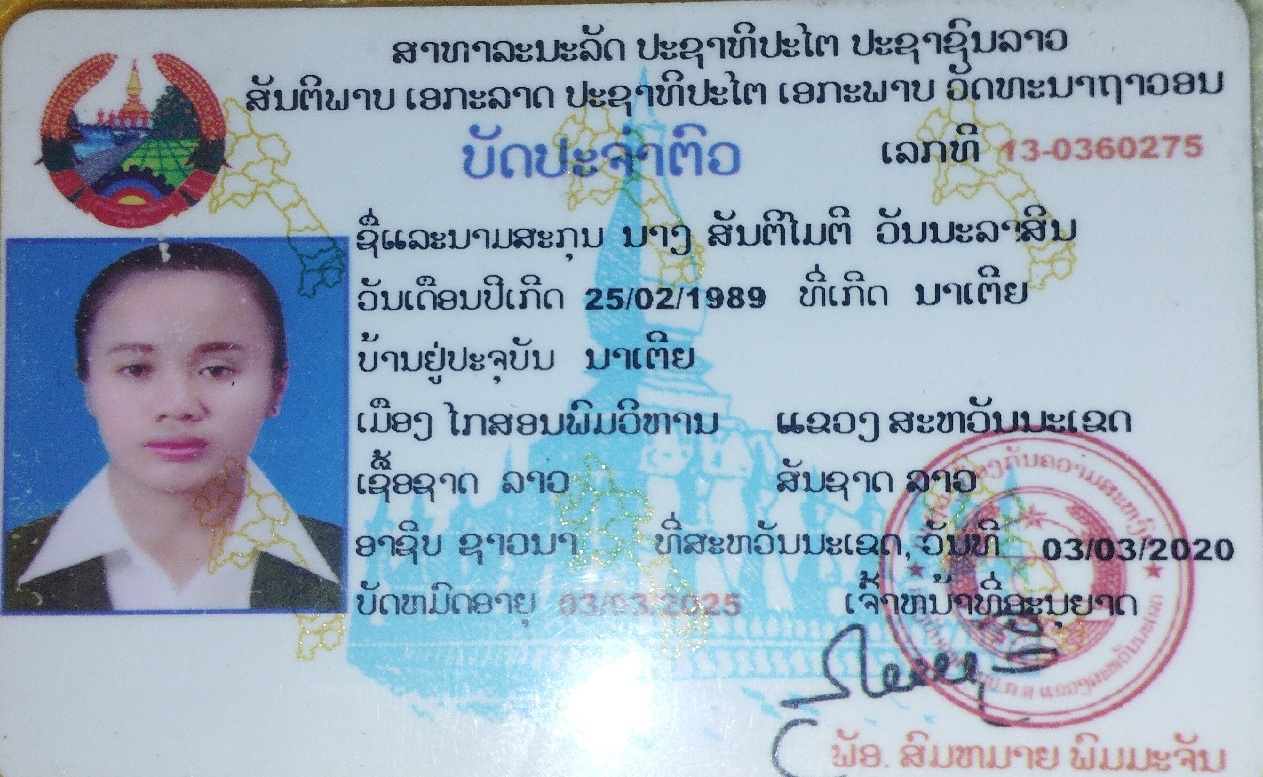 ສາທາລະນະລັດ ປະຊາທິປະໄຕ ປະຊາຊົນລາວ
ສັນຕິພາບ ເອກະລາດ ປະຊາທິປະໄຕ ເອກະພາບ ວັດທະນາຖາວອນ
ບັດປະຈຳຕົວ ເລກທີ 13-0360275
ຊື່ແລະນາມສະກຸນ ນາງ ສັນຕີໄມຕີ ວັນນະລາສິນ
ວັນເດືອນປີເກີດ 25/02/1989 ທີ່ເກີດ ນາເຕີຍ
ບ້ານຢູ່ປະຈຸບັນ ນາເຕີຍ
ເມືອງ ໄກສອນພົມວິຫານ ແຂວງ ສະຫວັນນະເຂດ
ເຊື້ອຊາດ ລາວ ສັນຊາດ ລາວ
ອາຊີບ ຊາວນາ ທີ່ສະຫວັນນະເຂດ, ວັນທີ 03/03/2020
ບັດຫມົດອາຍຸ 03/03/2025 ເຈົ້າຫນ້າທີ່ອະນຸຍາດ
ພັອ. ສົມຫມາຍ ພິມມະຈັນ